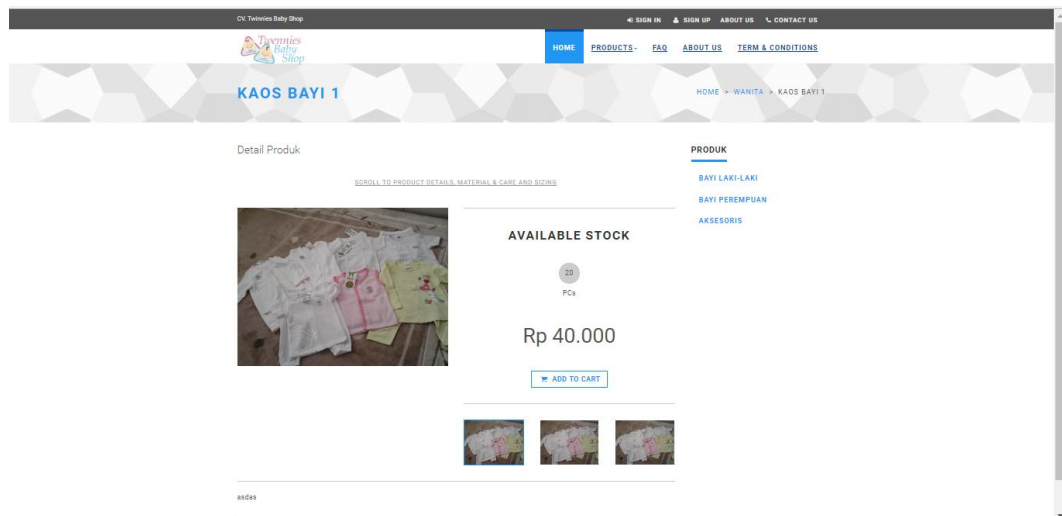 CV. Twinnies Baby Shop
SIGN IN SIGN UP ABOUT US CONTACT US
Twennies
Baby
Shop
HOME PRODUCTS FAQ ABOUT US TERM & CONDITIONS
KAOS BAYI 1
HOME > WANITA > KAOS BAYI 1
Detail Produk
SCROLL TO PRODUCT DETAILS, MATERIAL & CARE AND SIZING
AVAILABLE STOCK
20
PCs
Rp 40.000
ADD TO CART
asdas
PRODUK
BAYI LAKI-LAKI
BAYI PEREMPUAN
AKSESORIS